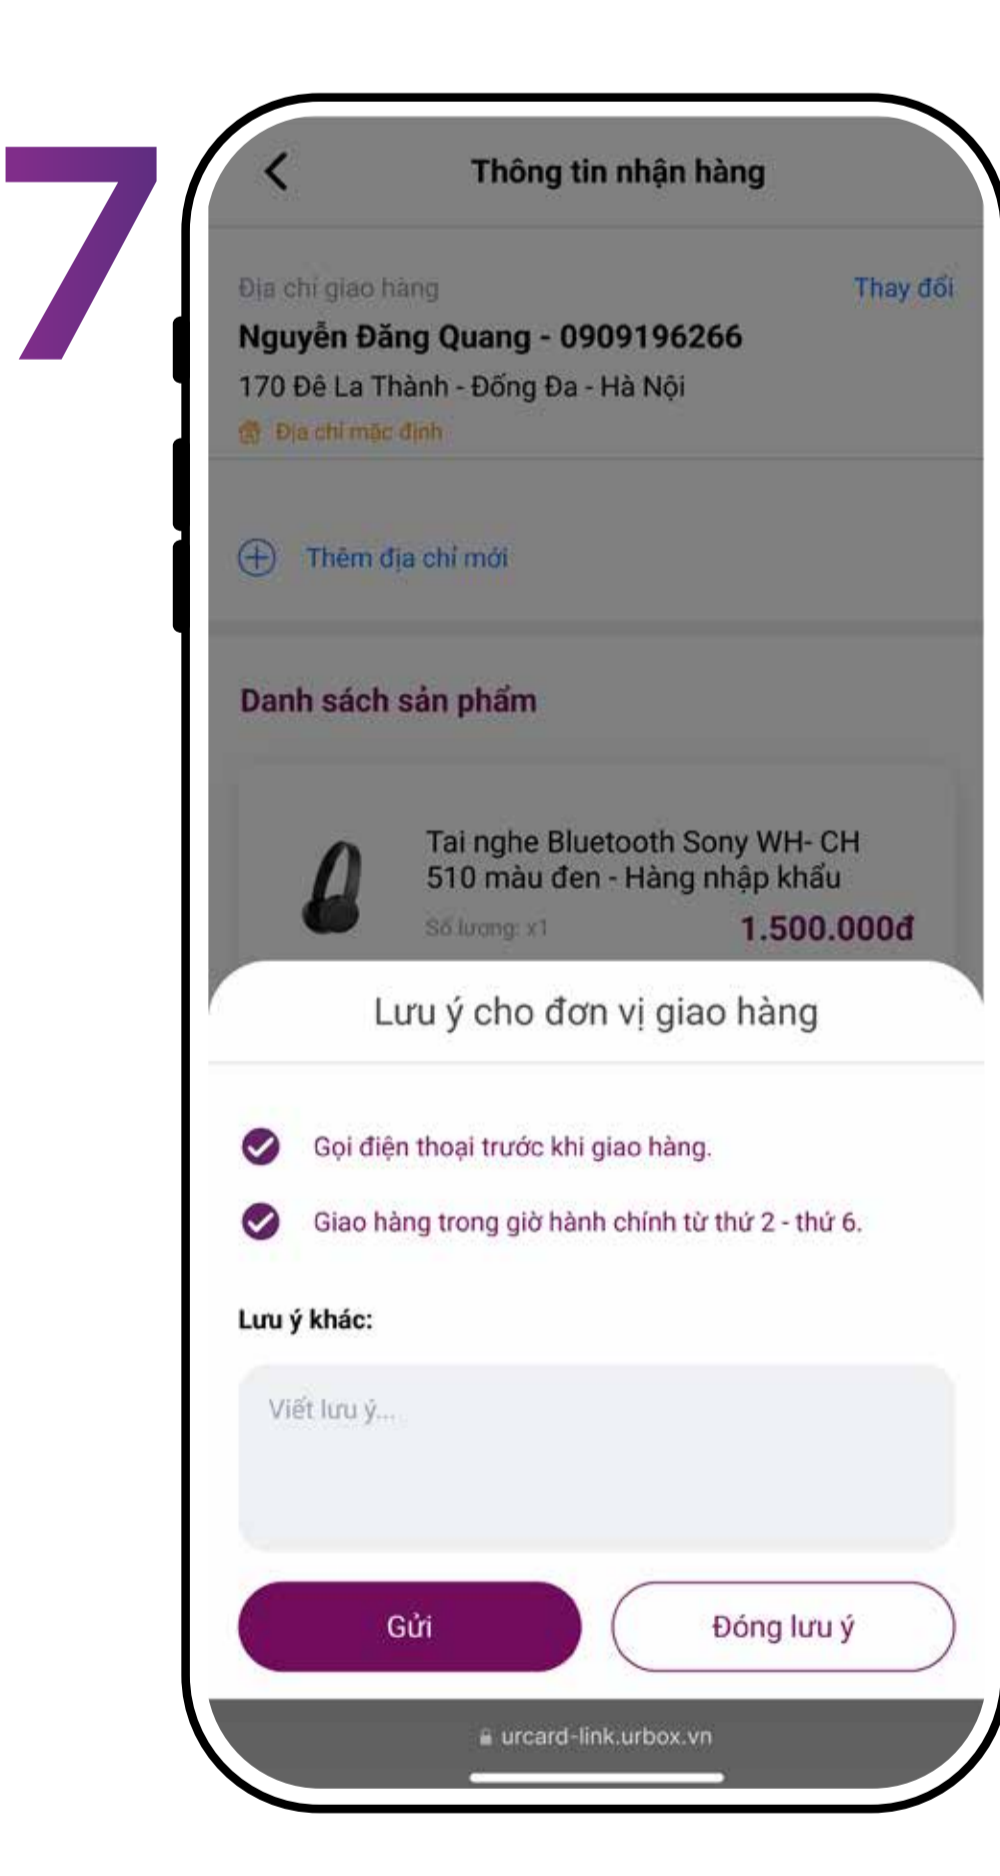 7
Thông tin nhận hàng
Địa chỉ giao hàng
Thay đổi
Nguyễn Đăng Quang - 0909196266
170 Đê La Thành - Đống Đa - Hà Nội
Địa chỉ mặc định
Thêm địa chỉ mới
Danh sách sản phẩm
Tai nghe Bluetooth Sony WH- CH
510 màu đen - Hàng nhập khẩu
Số lượng: x1
1.500.000đ
Lưu ý cho đơn vị giao hàng
Gọi điện thoại trước khi giao hàng.
Giao hàng trong giờ hành chính từ thứ 2 - thứ 6.
Lưu ý khác:
Viết lưu ý...
Gửi
Đóng lưu ý
urcard-link.urbox.vn